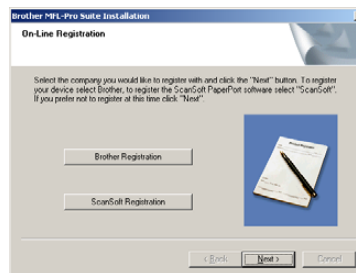 Brother MFL-Pro Suite Installation
On-Line Registration
Select the company you would like to register with and click the "Next" button. To register
your device select Brother, to register the ScanSoft PaperPort software select "ScanSoft".
If you prefer not to register at this time click "Next".
Brother Registration
ScanSoft Registration
< Back
Next >
Cancel